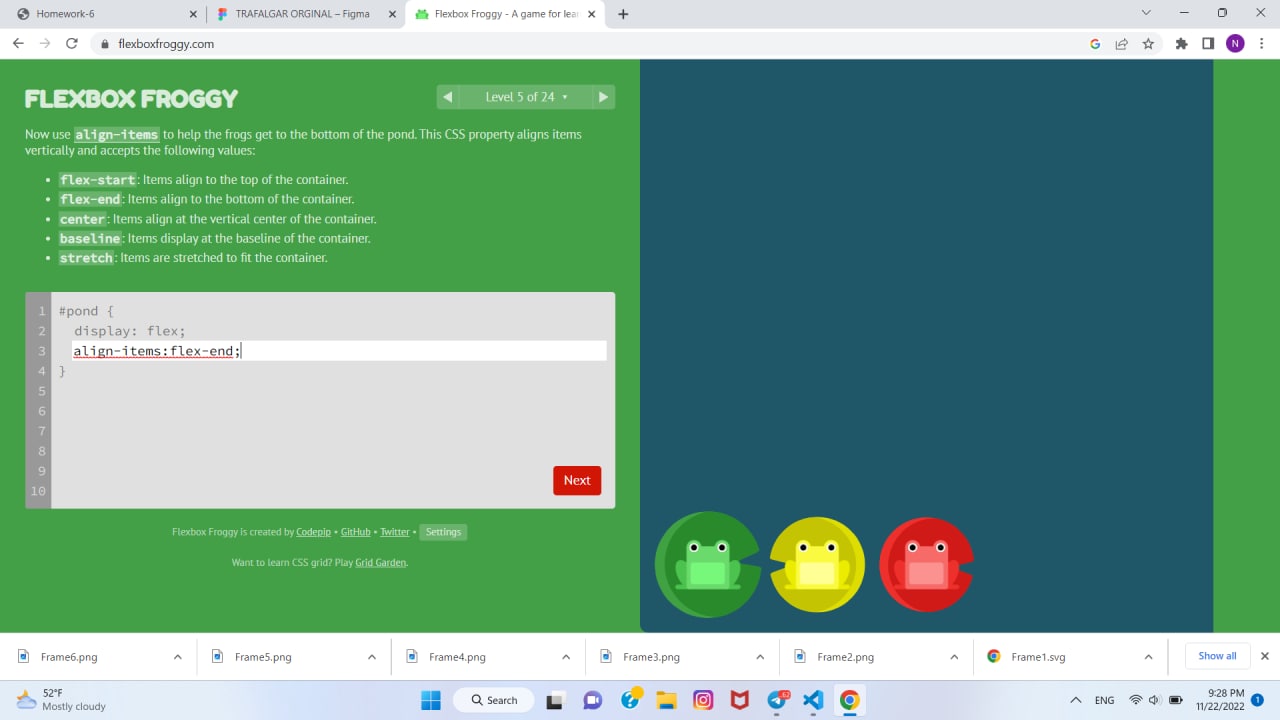 Homework-6
TRAFALGAR ORGINAL – Figma
Flexbox Froggy - A game for lear
flexboxfroggy.com
N
FLEXBOX FROGGY
Level 5 of 24
Now use align-items to help the frogs get to the bottom of the pond. This CSS property aligns items
vertically and accepts the following values:
• flex-start: Items align to the top of the container.
• flex-end: Items align to the bottom of the container.
• center: Items align at the vertical center of the container.
• baseline: Items display at the baseline of the container.
• stretch: Items are stretched to fit the container.
1 #pond {
2 display: flex;
3 align-items:flex-end;
4 }
5
6
7
8
9
10
Next
Flexbox Froggy is created by Codepip • GitHub • Twitter • Settings
Want to learn CSS grid? Play Grid Garden.
Frame6.png
Frame5.png
Frame4.png
Frame3.png
Frame2.png
Frame1.svg
Show all
52°F
Mostly cloudy
Search
ENG
9:28 PM
11/22/2022
1